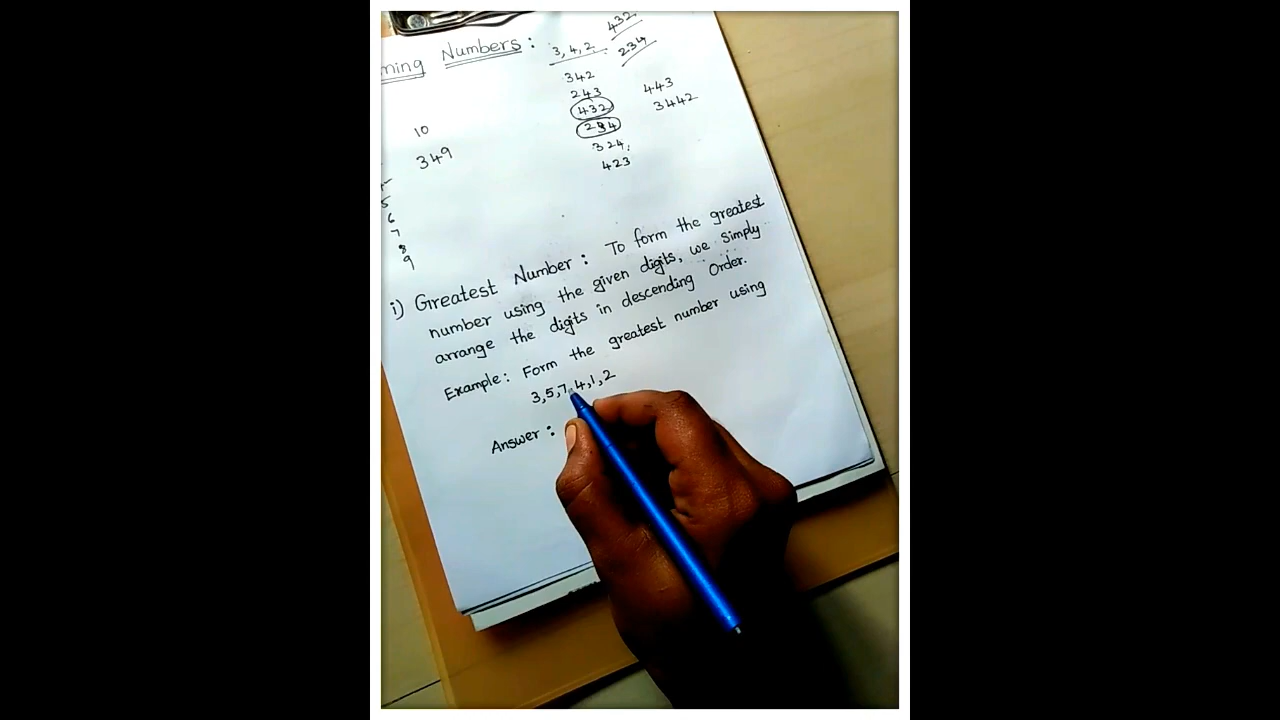 ming Numbers :
3, 4, 2
432
234
342
243
432
234
324
423
443
3442
10
349
5
6
7
8
9
i) Greatest Number : To form the greatest
number using the given digits, we simply
arrange the digits in descending Order.
Example : Form the greatest number using
3,5,7,4,1,2
Answer :